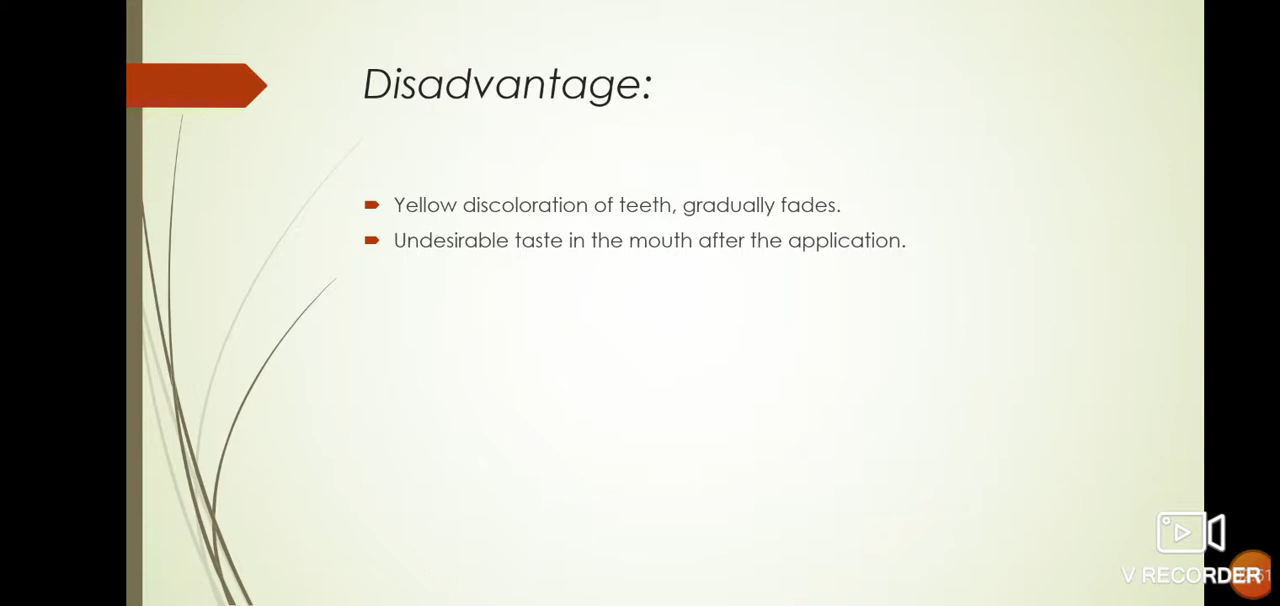 Disadvantage:
Yellow discoloration of teeth, gradually fades.
Undesirable taste in the mouth after the application.
V RECORDER